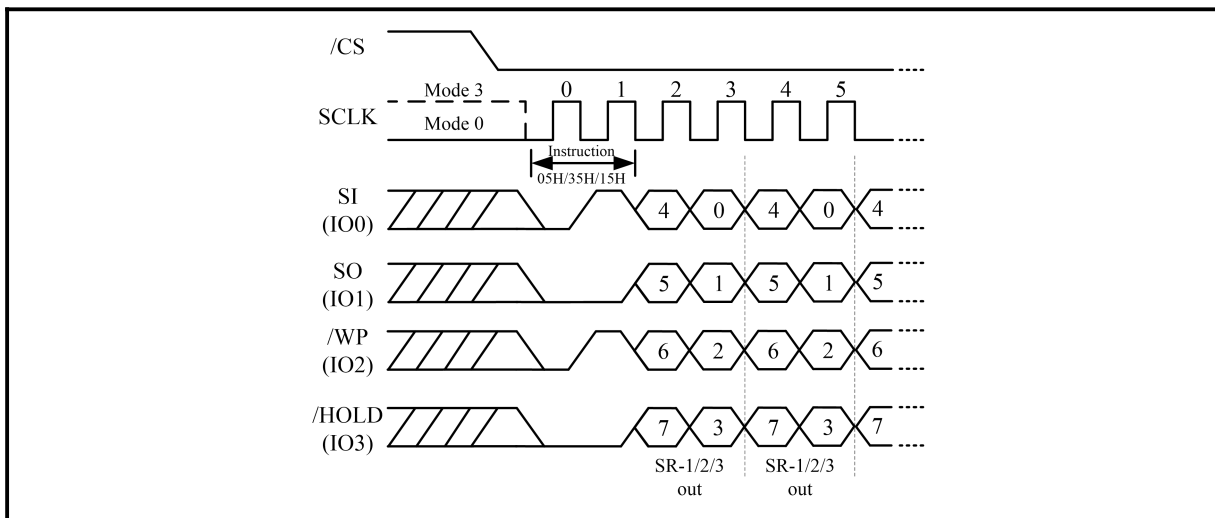 /CS
Mode 3
0 1 2 3 4 5
SCLK
Mode 0
Instruction
05H/35H/15H
SI
(IO0)
4 0 4 0 4
SO
(IO1)
5 1 5 1 5
/WP
(IO2)
6 2 6 2 6
/HOLD
(IO3)
7 3 7 3 7
SR-1/2/3 SR-1/2/3
out out